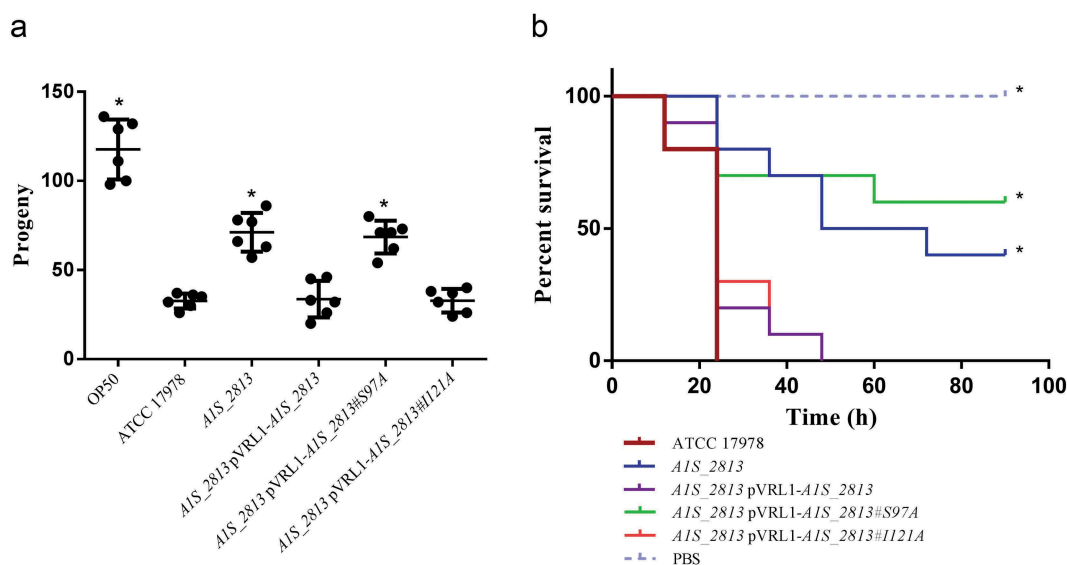 a
b
*
*
*
Progeny
150
100
50
0
OP50
ATCC 17978
A1S_2813
A1S_2813 pVRL1-A1S_2813
A1S_2813 pVRL1-A1S_2813#S97A
A1S_2813 pVRL1-A1S_2813#I121A
*
*
*
Percent survival
100
50
0
0 20 40 60 80 100
Time (h)
ATCC 17978
A1S_2813
A1S_2813 pVRL1-A1S_2813
A1S_2813 pVRL1-A1S_2813#S97A
A1S_2813 pVRL1-A1S_2813#I121A
PBS